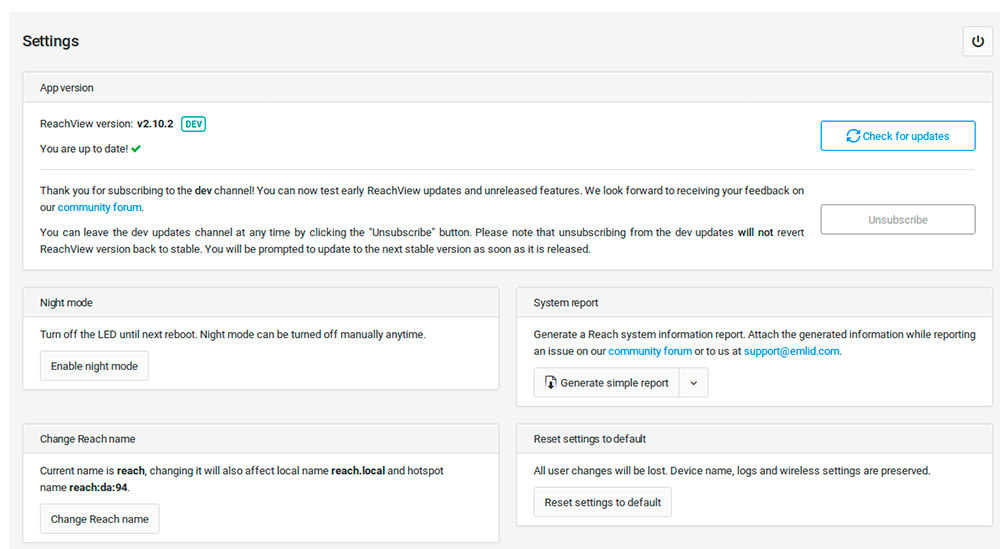 Settings
App version
ReachView version: v2.10.2 DEV
You are up to date!
Check for updates
Thank you for subscribing to the dev channel! You can now test early ReachView updates and unreleased features. We look forward to receiving your feedback on
our community forum.
You can leave the dev updates channel at any time by clicking the "Unsubscribe" button. Please note that unsubscribing from the dev updates will not revert
ReachView version back to stable. You will be prompted to update to the next stable version as soon as it is released.
Unsubscribe
Night mode
Turn off the LED until next reboot. Night mode can be turned off manually anytime.
Enable night mode
System report
Generate a Reach system information report. Attach the generated information while reporting
an issue on our community forum or to us at support@emlid.com.
Generate simple report
Change Reach name
Current name is reach, changing it will also affect local name reach.local and hotspot
name reach:da:94.
Change Reach name
Reset settings to default
All user changes will be lost. Device name, logs and wireless settings are preserved.
Reset settings to default